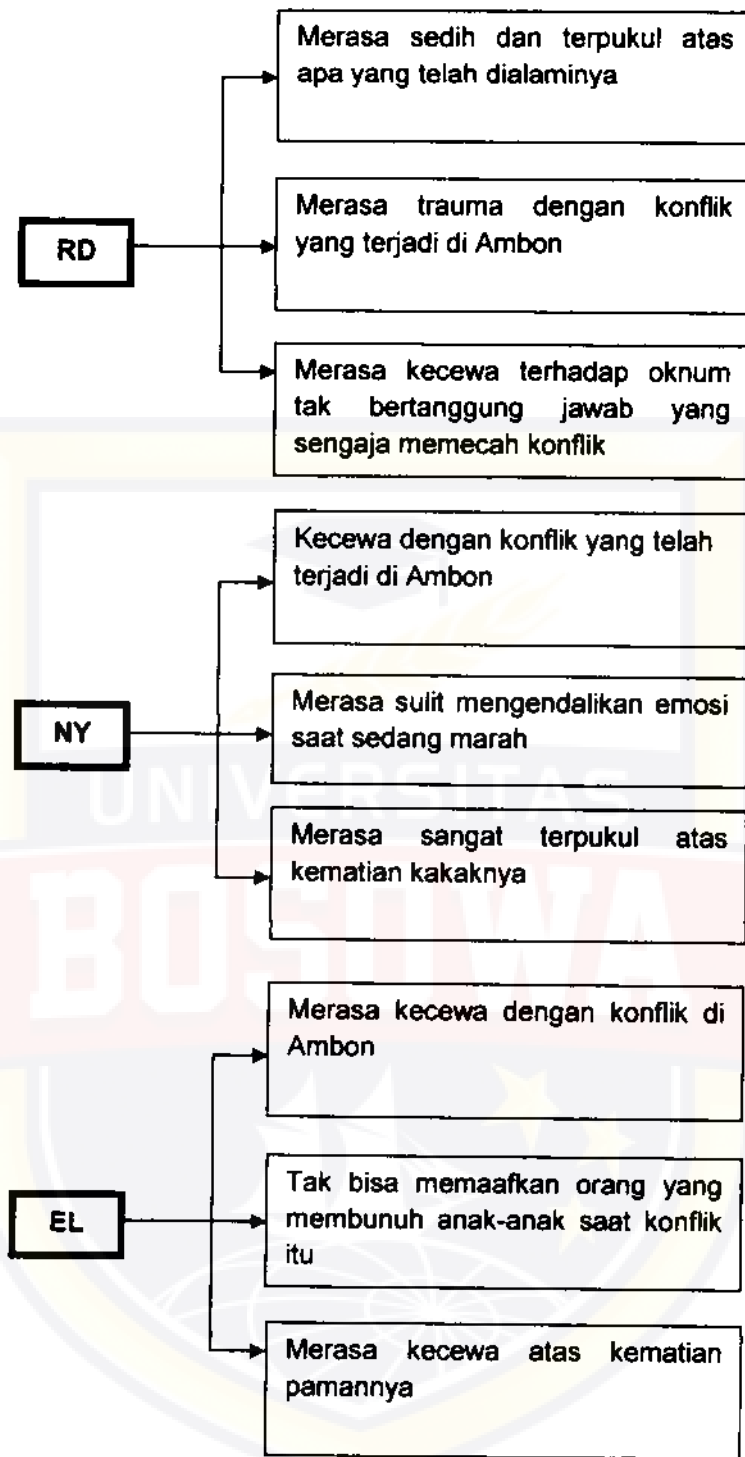 Merasa sedih dan terpukul atas
apa yang telah dialaminya
RD
Merasa trauma dengan konflik
yang terjadi di Ambon
Merasa kecewa terhadap oknum
tak bertanggung jawab yang
sengaja memecah konflik
Kecewa dengan konflik yang telah
terjadi di Ambon
NY
Merasa sulit mengendalikan emosi
saat sedang marah
UNIVERSITAS
Merasa sangat terpukul atas
kematian kakaknya
BOSOWA
Merasa kecewa dengan konflik di
Ambon
EL
Tak bisa memaafkan orang yang
membunuh anak-anak saat konflik
itu
Merasa kecewa atas kematian
pamannya